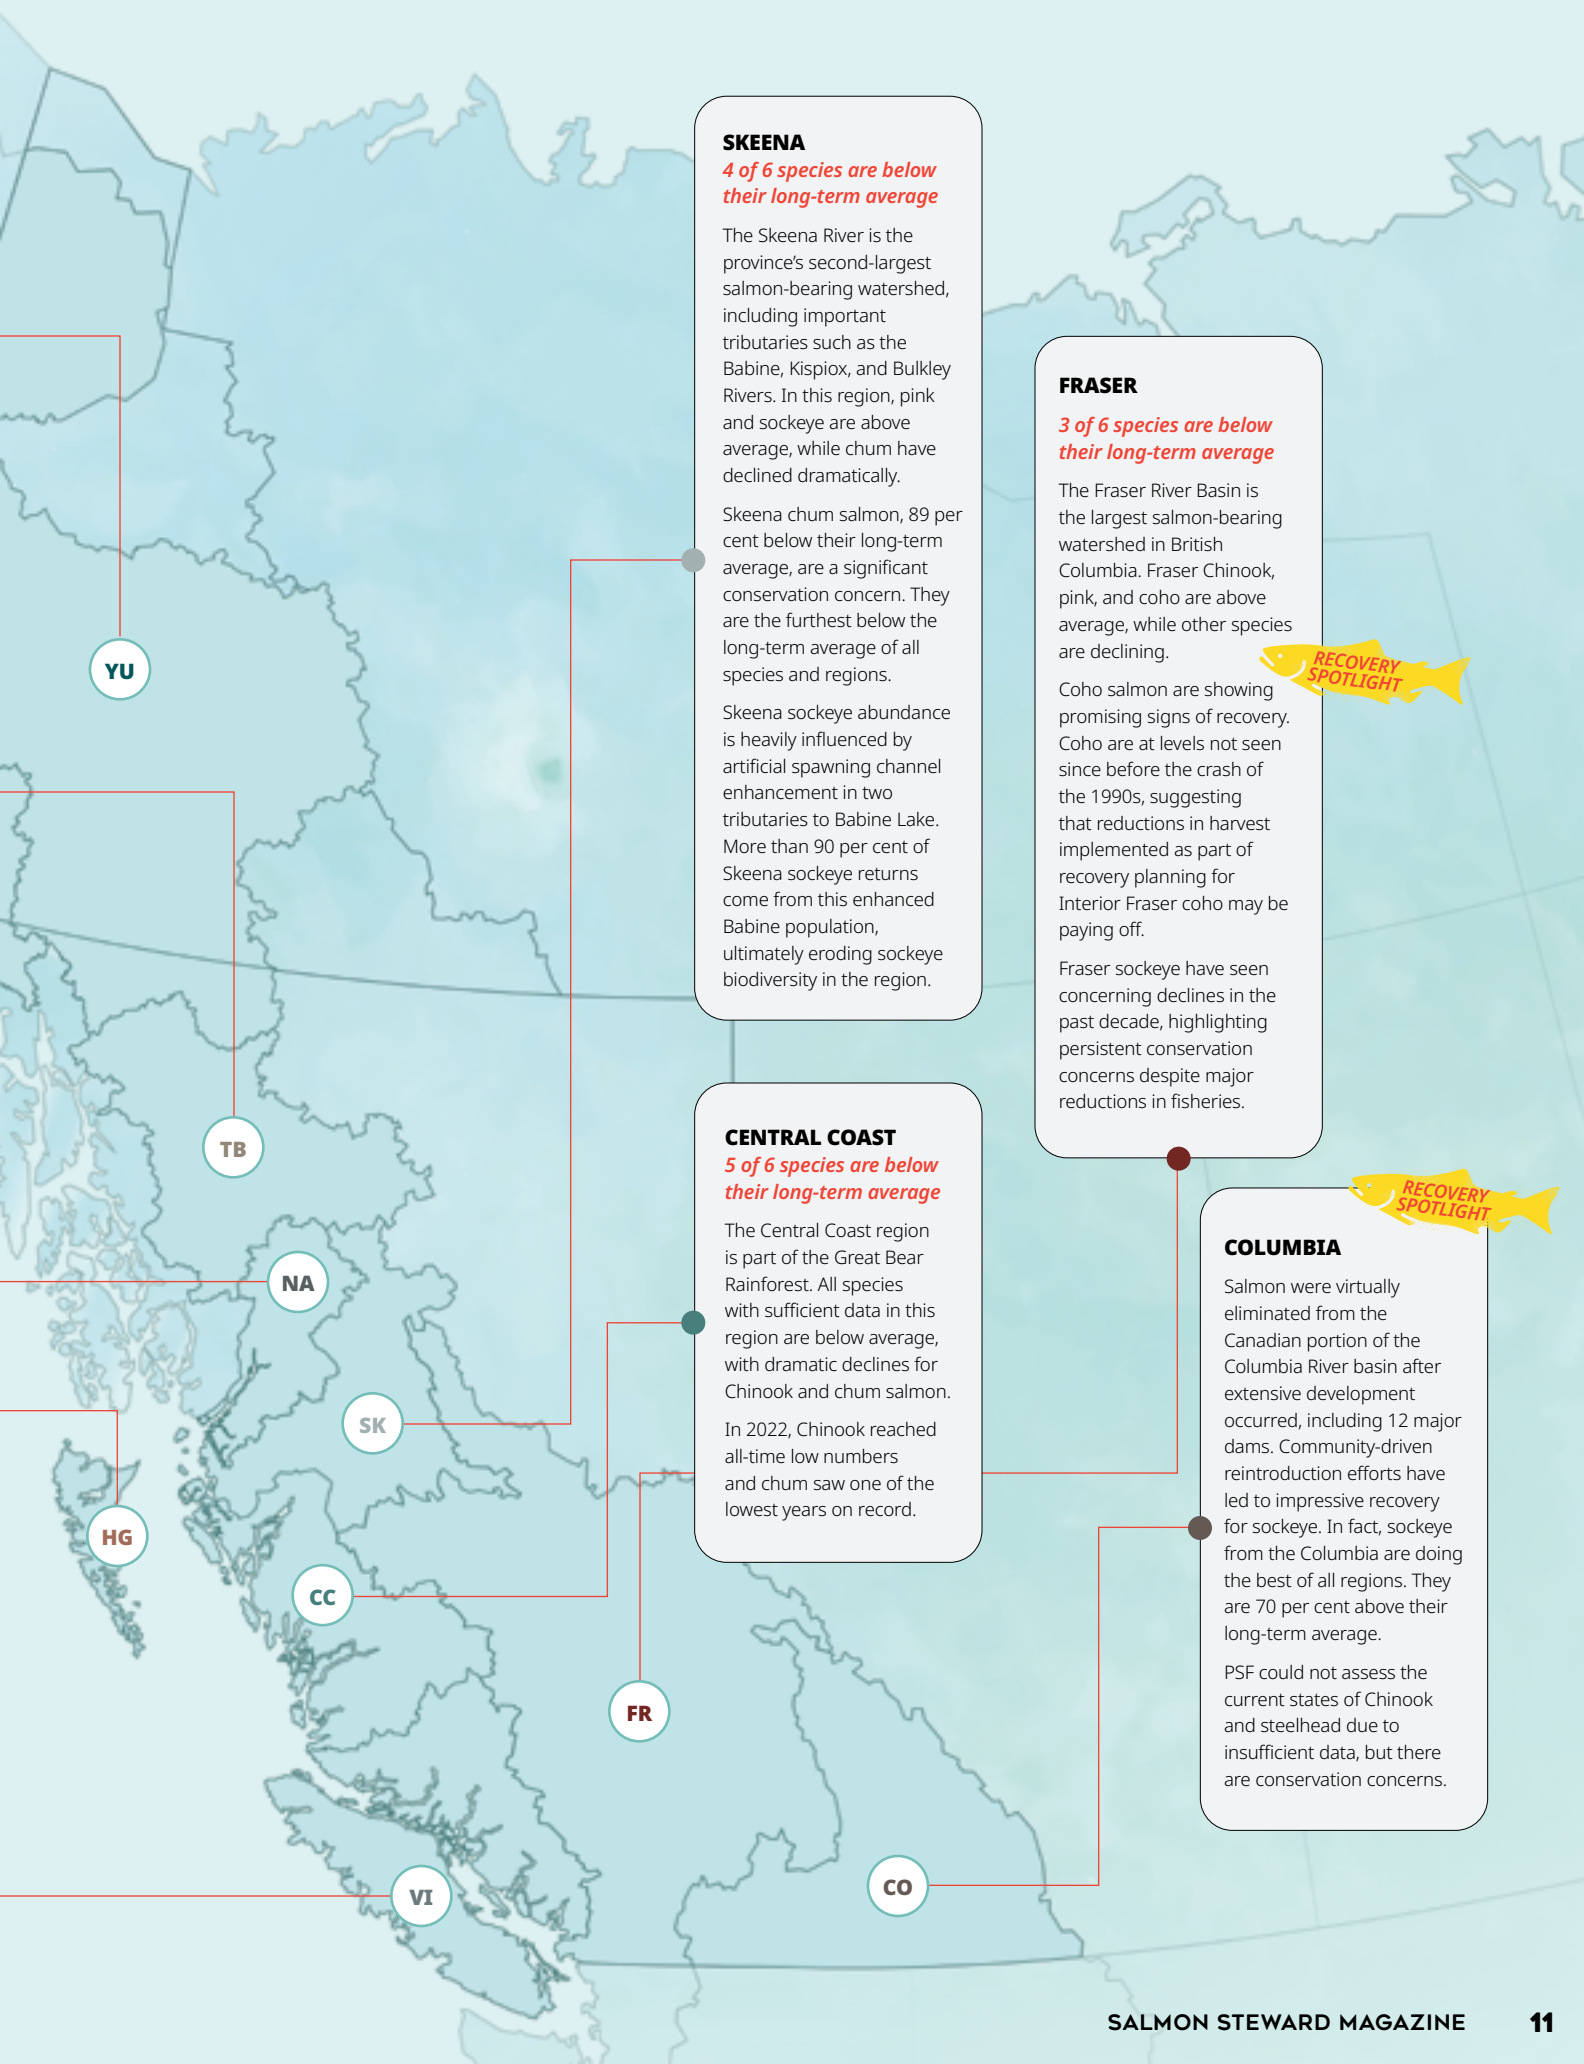 SKEENA
4 of 6 species are below
their long-term average
The Skeena River is the
province's second-largest
salmon-bearing watershed,
including important
tributaries such as the
Babine, Kispiox, and Bulkley
Rivers. In this region, pink
and sockeye are above
average, while chum have
declined dramatically.
Skeena chum salmon, 89 per
cent below their long-term
average, are a significant
conservation concern. They
are the furthest below the
long-term average of all
species and regions.
Skeena sockeye abundance
is heavily influenced by
artificial spawning channel
enhancement in two
tributaries to Babine Lake.
More than 90 per cent of
Skeena sockeye returns
come from this enhanced
Babine population,
ultimately eroding sockeye
biodiversity in the region.
FRASER
3 of 6 species are below
their long-term average
The Fraser River Basin is
the largest salmon-bearing
watershed in British
Columbia. Fraser Chinook,
pink, and coho are above
average, while other species
are declining.
RECOVERY
SPOTLIGHT
Coho salmon are showing
promising signs of recovery.
Coho are at levels not seen
since before the crash of
the 1990s, suggesting
that reductions in harvest
implemented as part of
recovery planning for
Interior Fraser coho may be
paying off.
Fraser sockeye have seen
concerning declines in the
past decade, highlighting
persistent conservation
concerns despite major
reductions in fisheries.
CENTRAL COAST
5 of 6 species are below
their long-term average
The Central Coast region
is part of the Great Bear
Rainforest. All species
with sufficient data in this
region are below average,
with dramatic declines for
Chinook and chum salmon.
In 2022, Chinook reached
all-time low numbers
and chum saw one of the
lowest years on record.
RECOVERY
SPOTLIGHT
COLUMBIA
Salmon were virtually
eliminated from the
Canadian portion of the
Columbia River basin after
extensive development
occurred, including 12 major
dams. Community-driven
reintroduction efforts have
led to impressive recovery
for sockeye. In fact, sockeye
from the Columbia are doing
the best of all regions. They
are 70 per cent above their
long-term average.
PSF could not assess the
current states of Chinook
and steelhead due to
insufficient data, but there
are conservation concerns.
YU
TB
NA
SK
HG
CC
FR
VI
CO
SALMON STEWARD MAGAZINE 11